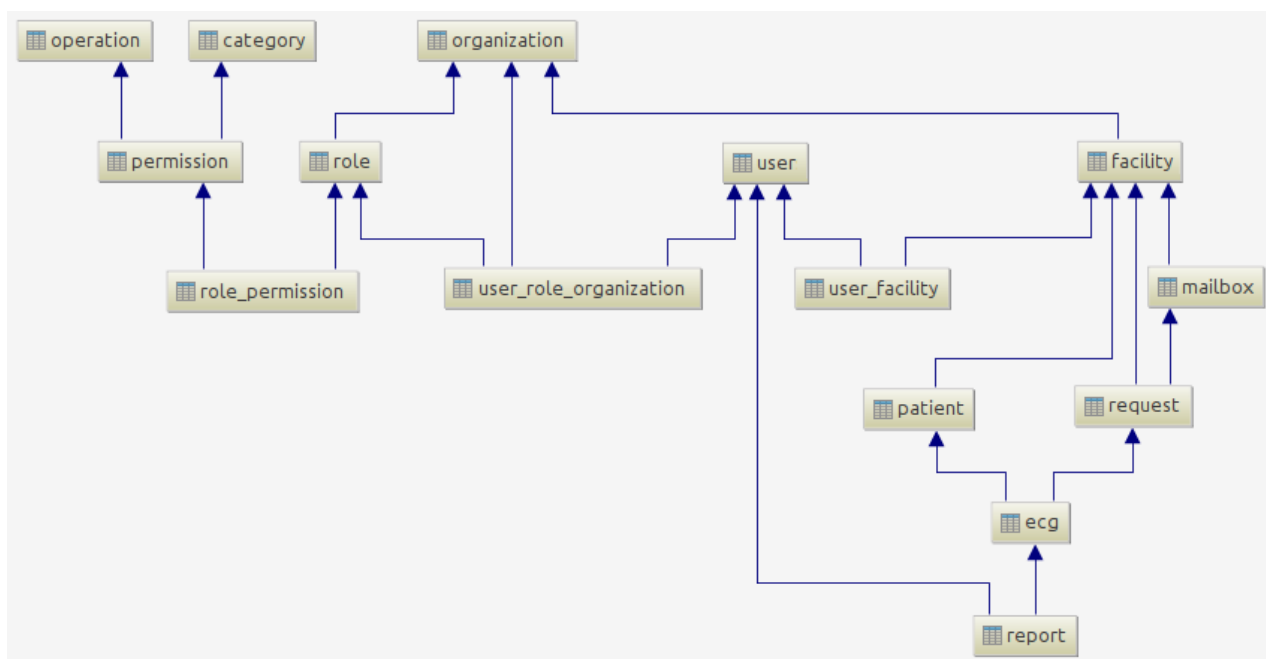 operation
category
organization
permission
role
user
facility
role_permission
user_role_organization
user_facility
mailbox
patient
request
ecg
report